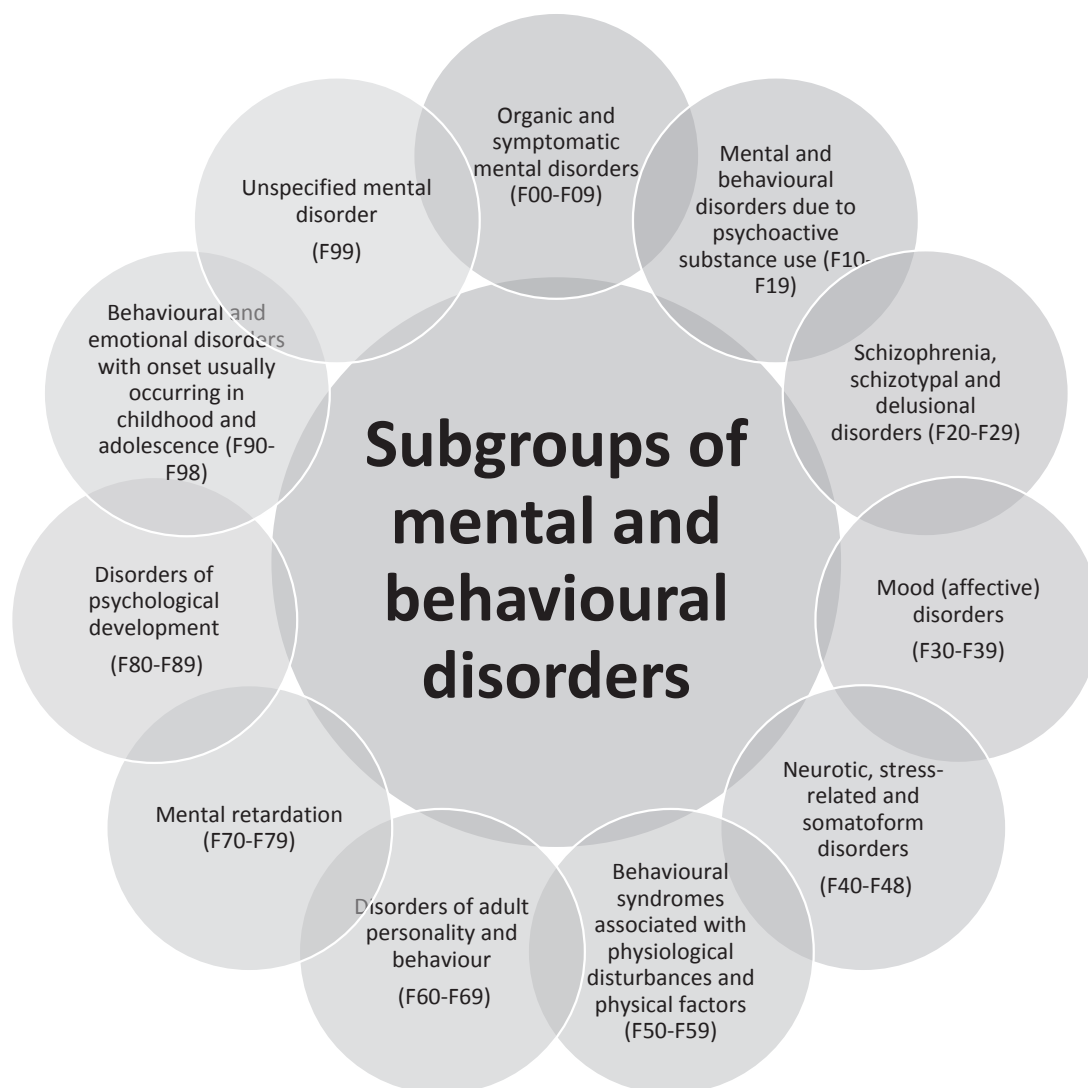 Organic and
symptomatic
mental disorders
(F00-F09)
Mental and
behavioural
disorders due to
psychoactive
substance use (F10-
F19)
Schizophrenia,
schizotypal and
delusional
disorders (F20-F29)
Mood (affective)
disorders
(F30-F39)
Neurotic, stress-
related and
somatoform
disorders
(F40-F48)
Behavioural
syndromes
associated with
physiological
disturbances and
physical factors
(F50-F59)
Disorders of adult
personality and
behaviour
(F60-F69)
Mental retardation
(F70-F79)
Disorders of
psychological
development
(F80-F89)
Behavioural and
emotional disorders
with onset usually
occurring in
childhood and
adolescence (F90-
F98)
Unspecified mental
disorder
(F99)
Subgroups of
mental and
behavioural
disorders